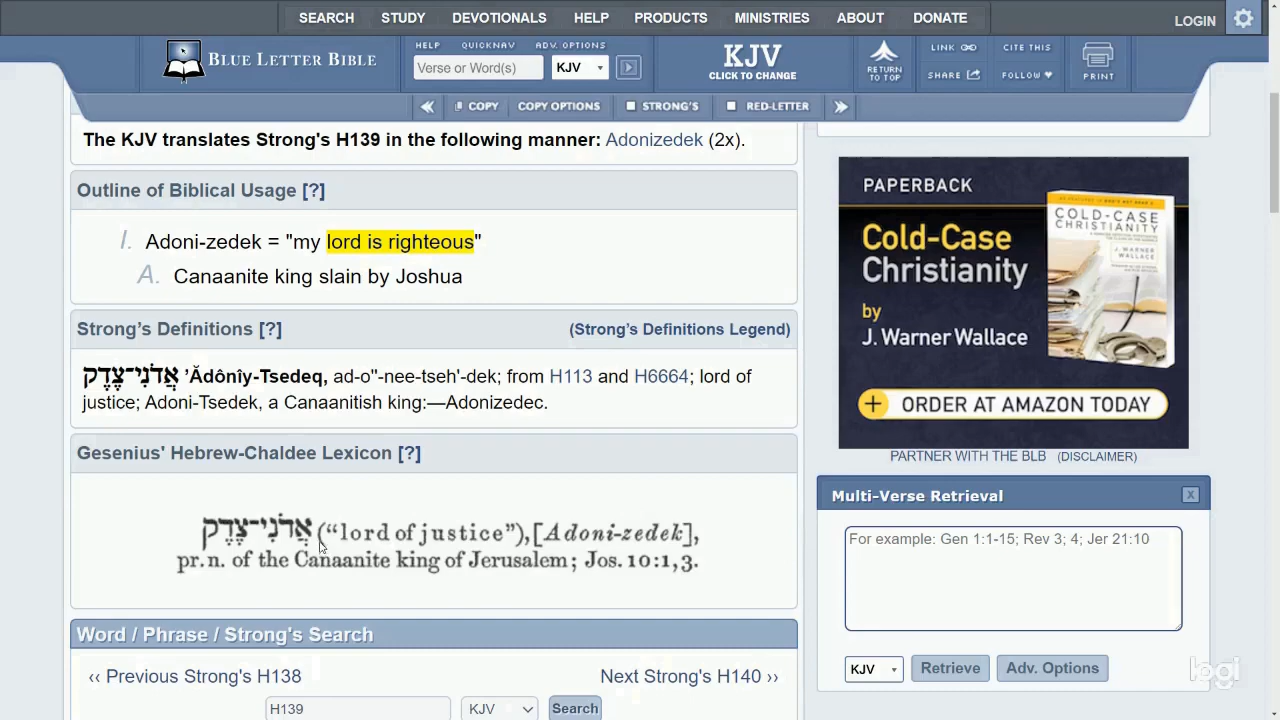 SEARCH STUDY DEVOTIONALS HELP PRODUCTS MINISTRIES ABOUT DONATE LOGIN
BLUE LETTER BIBLE
HELP QUICKNAV ADV. OPTIONS
Verse or Word(s) KJV
KJV
CLICK TO CHANGE
RETURN
TO TOP
LINK CITE THIS
SHARE FOLLOW
PRINT
COPY COPY OPTIONS STRONG'S RED-LETTER
The KJV translates Strong's H139 in the following manner: Adonizedek (2x).
Outline of Biblical Usage [?]
I. Adoni-zedek = "my lord is righteous"
A. Canaanite king slain by Joshua
Strong's Definitions [?] (Strong's Definitions Legend)
אֲדֹנִי־צֶדֶק ʼĂdônîy-Tsedeq, ad-o"-nee-tseh'-dek; from H113 and H6664; lord of
justice; Adoni-Tsedek, a Canaanitish king:—Adonizedec.
Gesenius' Hebrew-Chaldee Lexicon [?]
אֲדֹנִי־צֶדֶק (“lord of justice”), [Adoni-zedek],
pr.n. of the Canaanite king of Jerusalem; Jos. 10:1, 3.
Word / Phrase / Strong's Search
‹‹ Previous Strong's H138 Next Strong's H140 ››
H139 KJV Search
PAPERBACK
Cold-Case
Christianity
by
J. Warner Wallace
COLD-CASE
CHRISTIANITY
J. WARNER
WALLACE
+ ORDER AT AMAZON TODAY
PARTNER WITH THE BLB (DISCLAIMER)
Multi-Verse Retrieval X
For example: Gen 1:1-15; Rev 3; 4; Jer 21:10
KJV Retrieve Adv. Options
logi